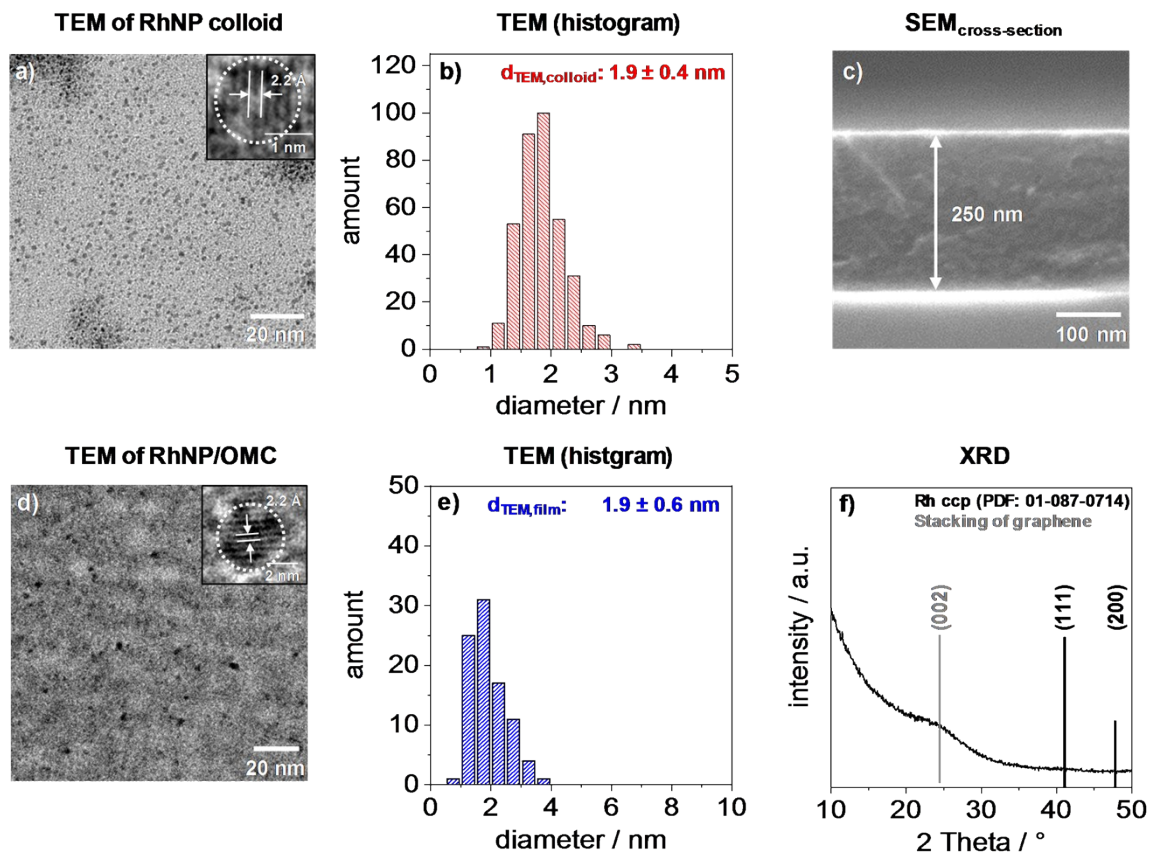 TEM of RhNP colloid
a)
2.2 A
1 nm
20 nm
TEM (histogram)
b)
dTEM,colloid: 1.9 ± 0.4 nm
120
100
80
60
40
20
0
amount
0 1 2 3 4 5
diameter / nm
SEMcross-section
c)
250 nm
100 nm
TEM of RhNP/OMC
d)
2.2 A
2 nm
20 nm
TEM (histgram)
e)
dTEM,film: 1.9 ± 0.6 nm
50
40
30
20
10
0
amount
0 2 4 6 8 10
diameter / nm
XRD
f)
Rh ccp (PDF: 01-087-0714)
Stacking of graphene
(002)
(111)
(200)
intensity / a.u.
10 20 30 40 50
2 Theta / °